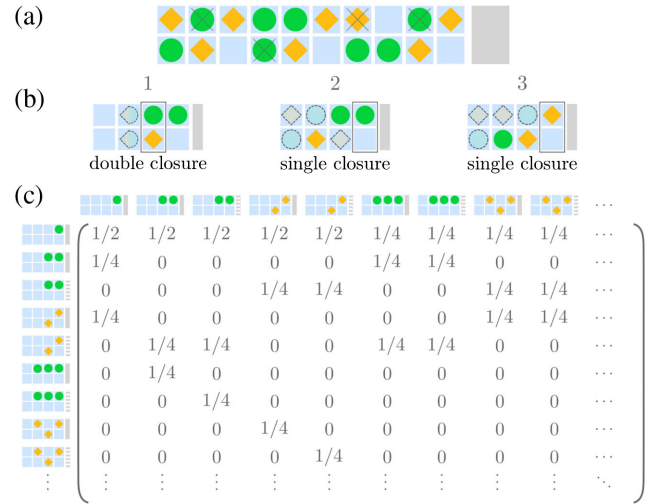 (a)
(b)
1 2 3
double closure single closure single closure
(c)
...
1/2 1/2 1/2 1/2 1/2 1/4 1/4 1/4 1/4 ...
1/4 0 0 0 0 1/4 1/4 0 0 ...
0 0 0 1/4 1/4 0 0 1/4 1/4 ...
1/4 0 0 0 0 0 0 1/4 1/4 ...
0 1/4 1/4 0 0 1/4 1/4 0 0 ...
0 1/4 0 0 0 0 0 0 0 ...
0 0 1/4 0 0 0 0 0 0 ...
0 0 0 1/4 0 0 0 0 0 ...
0 0 0 0 1/4 0 0 0 0 ...
⋮ ⋮ ⋮ ⋮ ⋮ ⋮ ⋮ ⋮ ⋮ ⋮ ⋱